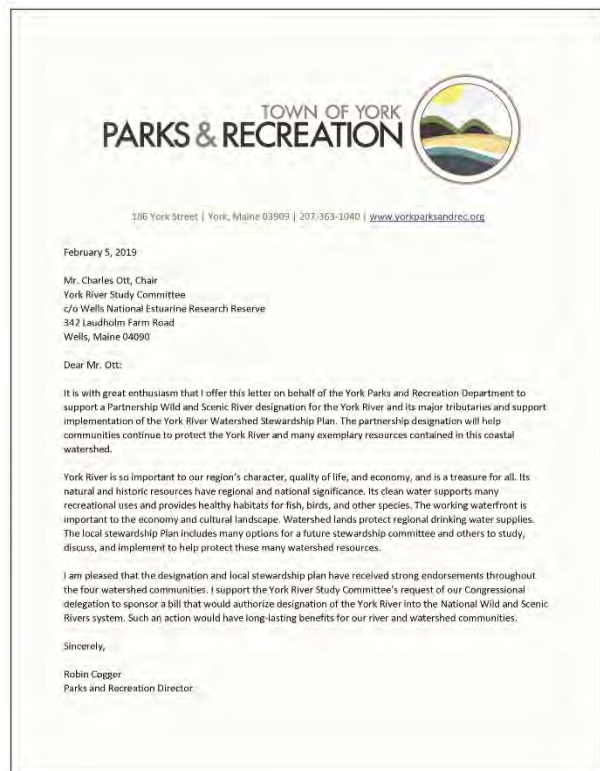 TOWN OF YORK
PARKS & RECREATION
186 York Street | York, Maine 03909 | 207-363-1040 | www.yorkparksandrec.org
February 5, 2019
Mr. Charles Ott, Chair
York River Study Committee
c/o Wells National Estuarine Research Reserve
342 Laudholm Farm Road
Wells, Maine 04090
Dear Mr. Ott:
It is with great enthusiasm that I offer this letter on behalf of the York Parks and Recreation Department to
support a Partnership Wild and Scenic River designation for the York River and its major tributaries and support
implementation of the York River Watershed Stewardship Plan. The partnership designation will help
communities continue to protect the York River and many exemplary resources contained in this coastal
watershed.
York River is so important to our region's character, quality of life, and economy, and is a treasure for all. Its
natural and historic resources have regional and national significance. Its clean water supports many
recreational uses and provides healthy habitats for fish, birds, and other species. The working waterfront is
important to the economy and cultural landscape. Watershed lands protect regional drinking water supplies.
The local stewardship Plan includes many options for a future stewardship committee and others to study,
discuss, and implement to help protect these many watershed resources.
I am pleased that the designation and local stewardship plan have received strong endorsements throughout
the four watershed communities. I support the York River Study Committee's request of our Congressional
delegation to sponsor a bill that would authorize designation of the York River into the National Wild and Scenic
Rivers system. Such an action would have long-lasting benefits for our river and watershed communities.
Sincerely,
Robin Cogger
Parks and Recreation Director